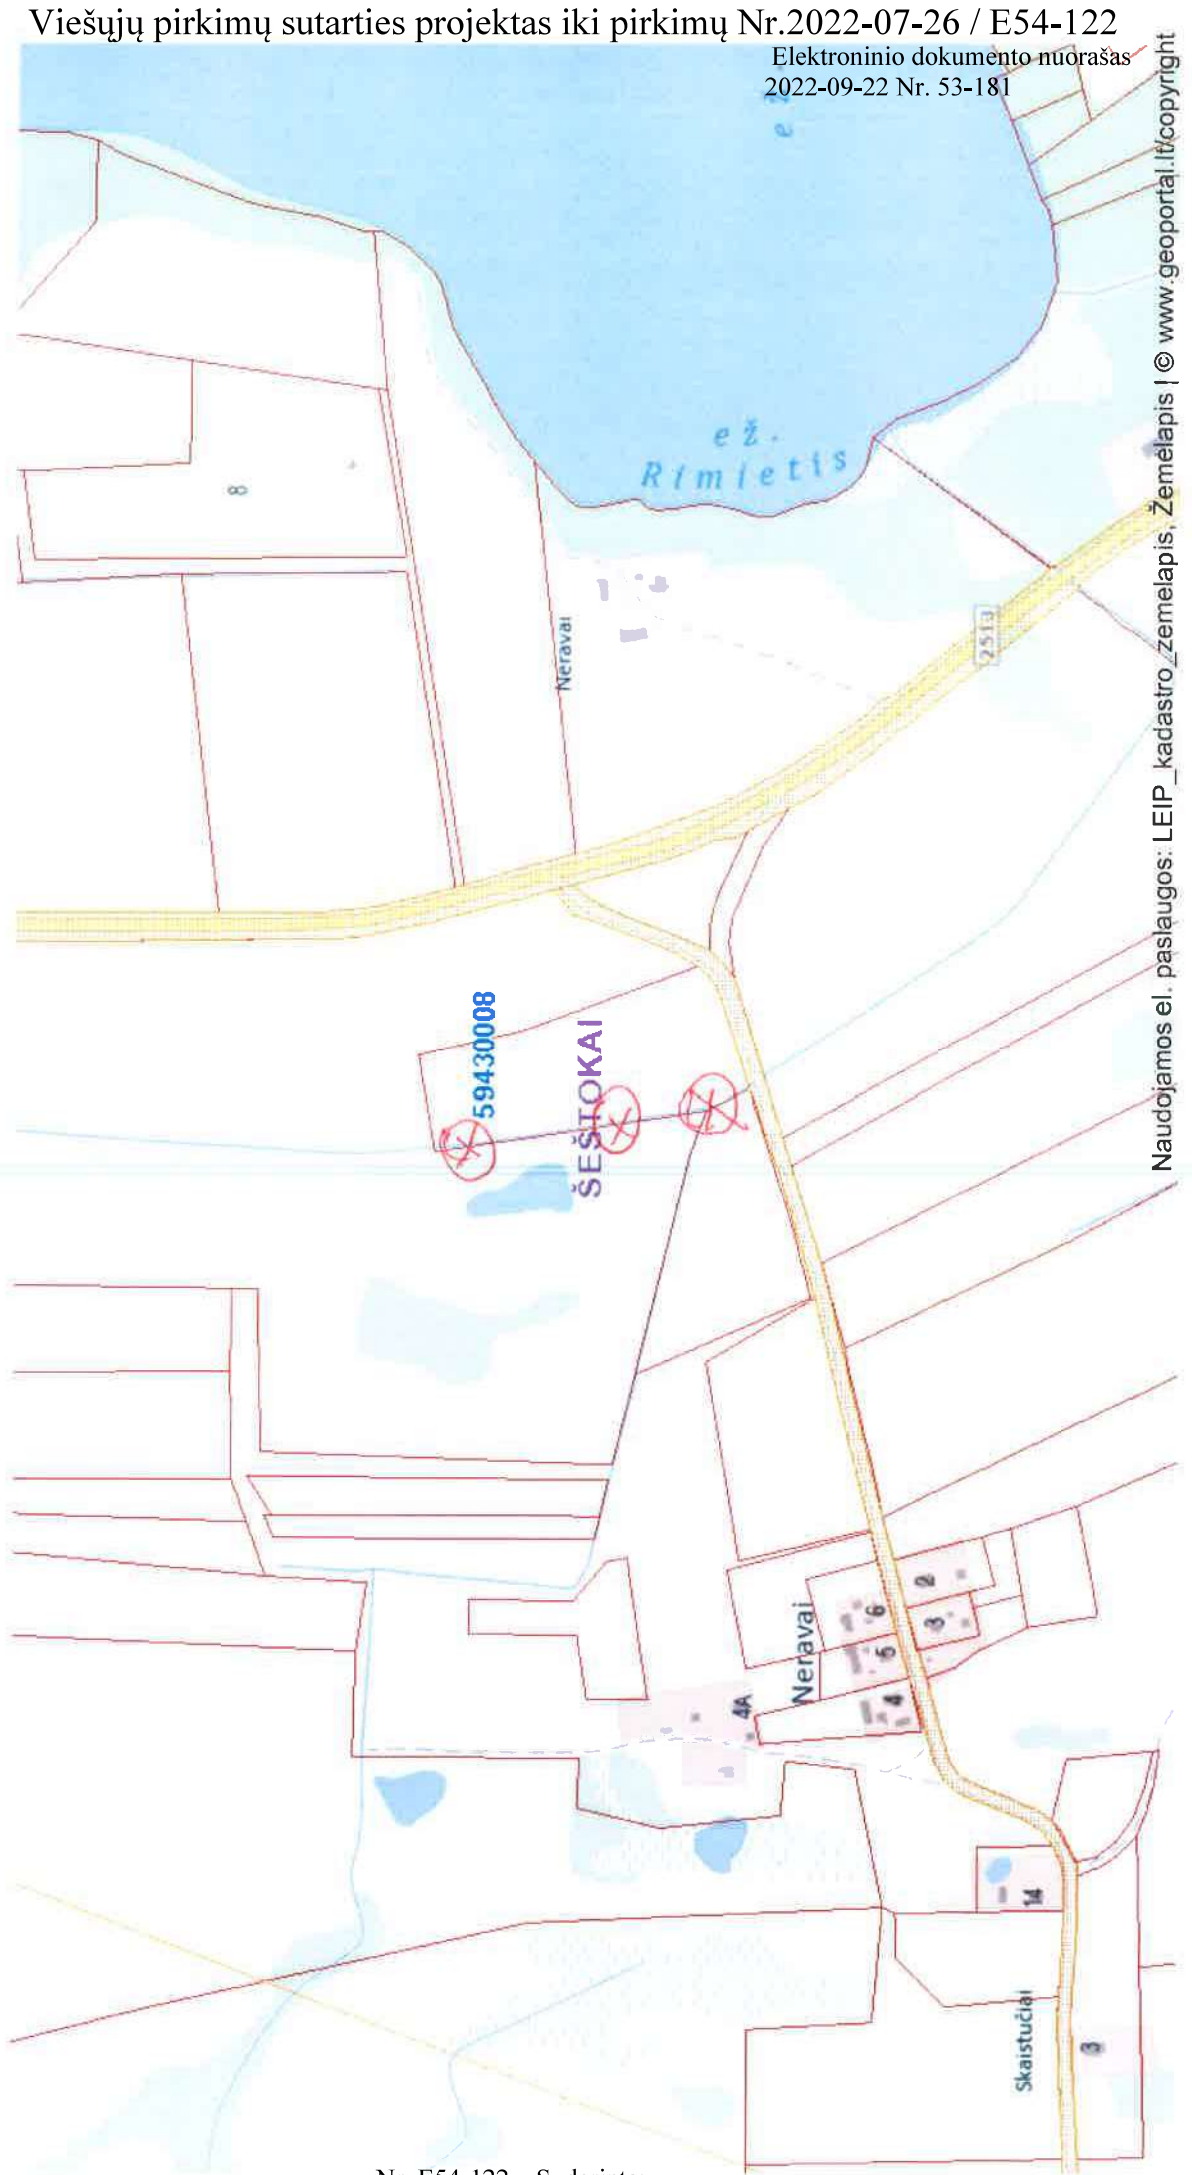 Viešųjų pirkimų sutarties projektas iki pirkimų Nr.2022-07-26 / E54-122
Elektroninio dokumento nuorašas
2022-09-22 Nr. 53-181
ež.
ež.
Rimietis
8
Neravai
2513
59430008
ŠEŠTOKAI
Neravai
2
6
3
5
4
4A
14
Skaistučiai
3
Naudojamos el. paslaugos: LEIP_kadastro_zemelapis, Žemėlapis | © www.geoportal.lt/copyright